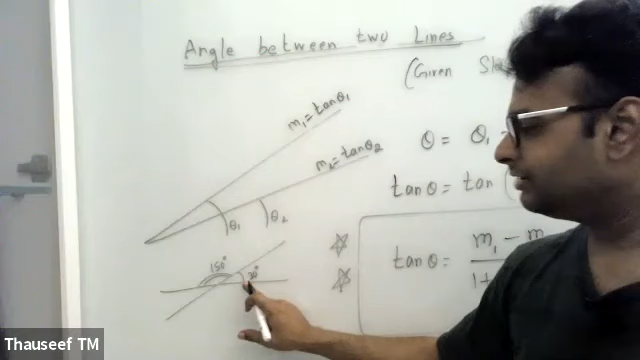 Angle between two Lines
(Given
m₁ = tanθ₁
m₂ = tanθ₂
θ₁
θ₂
150°
30°
θ = θ₁
tanθ = tan (
tanθ = m₁ - m
1+
Thauseef TM